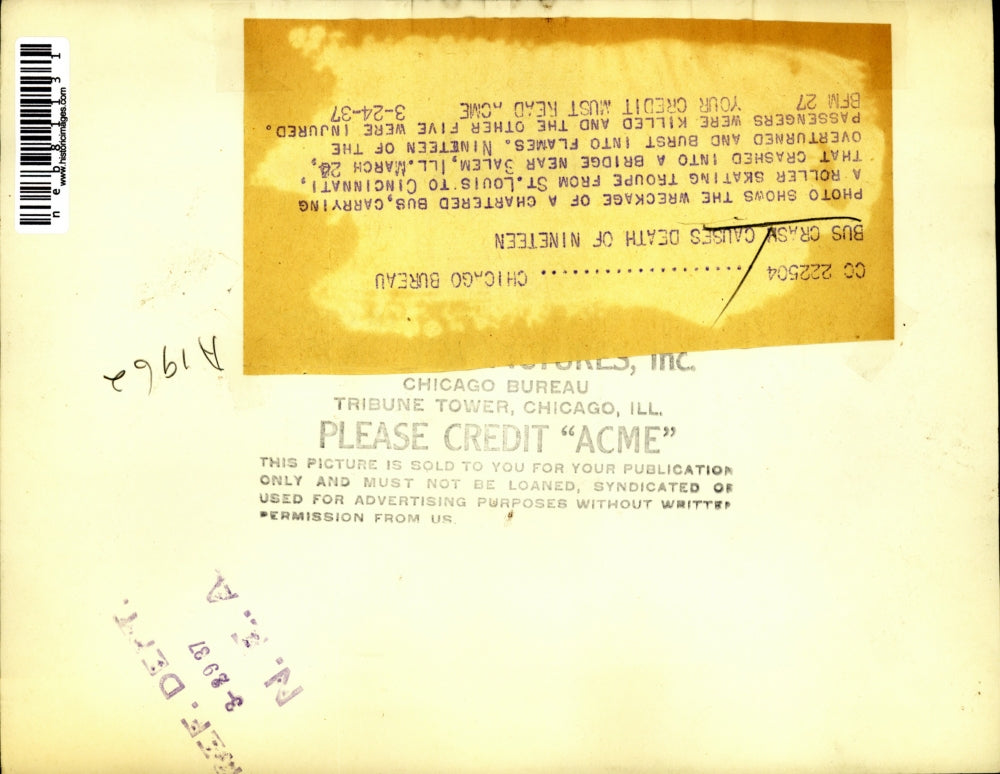 CC 222504 .................... CHICAGO BUREAU
BUS CRASH CAUSES DEATH OF NINETEEN
PHOTO SHOWS THE WRECKAGE OF A CHARTERED BUS, CARRYING
A ROLLER SKATING TROUPE FROM ST. LOUIS TO CINCINNATI,
THAT CRASHED INTO A BRIDGE NEAR SALEM, ILL. MARCH 24,
OVERTURNED AND BURST INTO FLAMES. NINETEEN OF THE
PASSENGERS WERE KILLED AND THE OTHER FIVE WERE INJURED.
BFM 27 YOUR CREDIT MUST READ ACME 3-24-37
A1962
Inc.
CHICAGO BUREAU
TRIBUNE TOWER, CHICAGO, ILL.
PLEASE CREDIT “ACME”
THIS PICTURE IS SOLD TO YOU FOR YOUR PUBLICATION
ONLY AND MUST NOT BE LOANED, SYNDICATED OR
USED FOR ADVERTISING PURPOSES WITHOUT WRITTEN
PERMISSION FROM US.
REF. DEPT.
3-29 37
N. E. A.
neb81131
www.historicimages.com